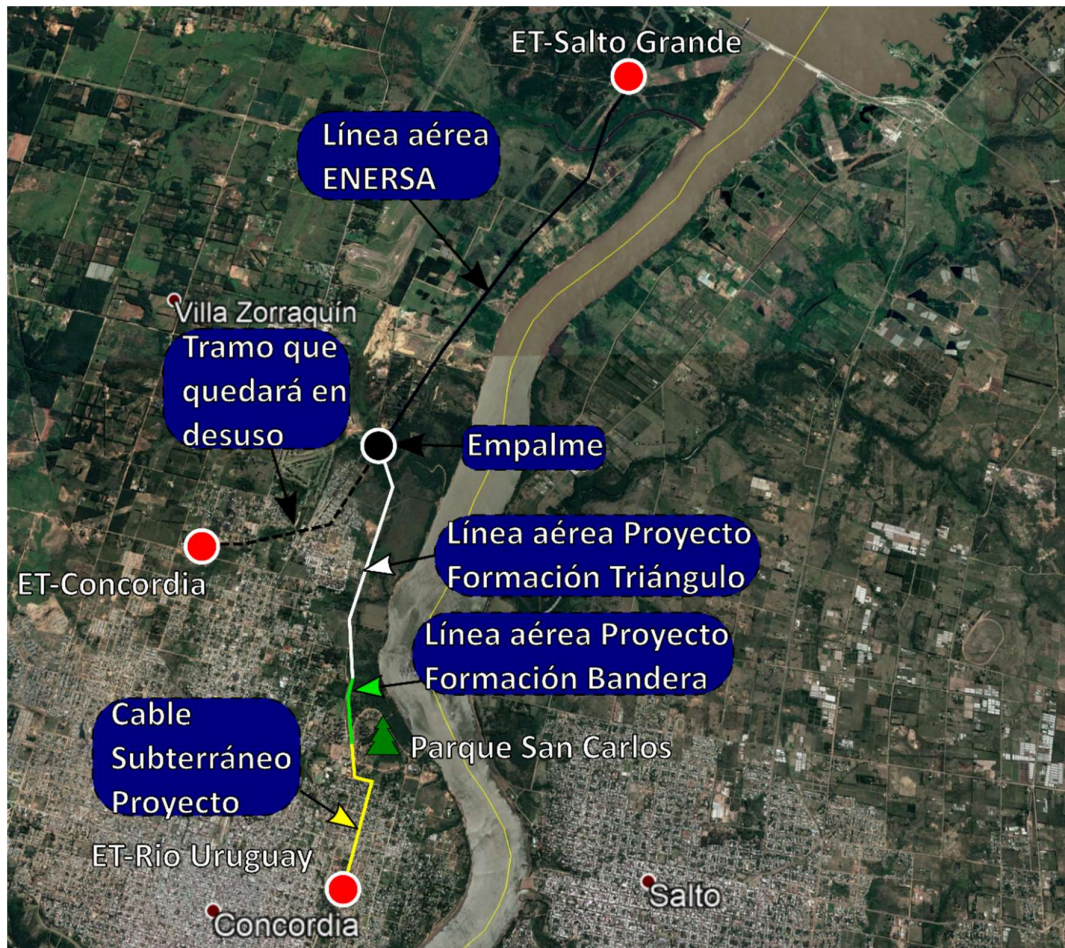 ET-Salto Grande
Línea aérea
ENERSA
Villa Zorraquín
Tramo que
quedará en
desuso
Empalme
Línea aérea Proyecto
Formación Triángulo
ET-Concordia
Línea aérea Proyecto
Formación Bandera
Cable
Subterráneo
Proyecto
Parque San Carlos
ET-Rio Uruguay
Salto
Concordia